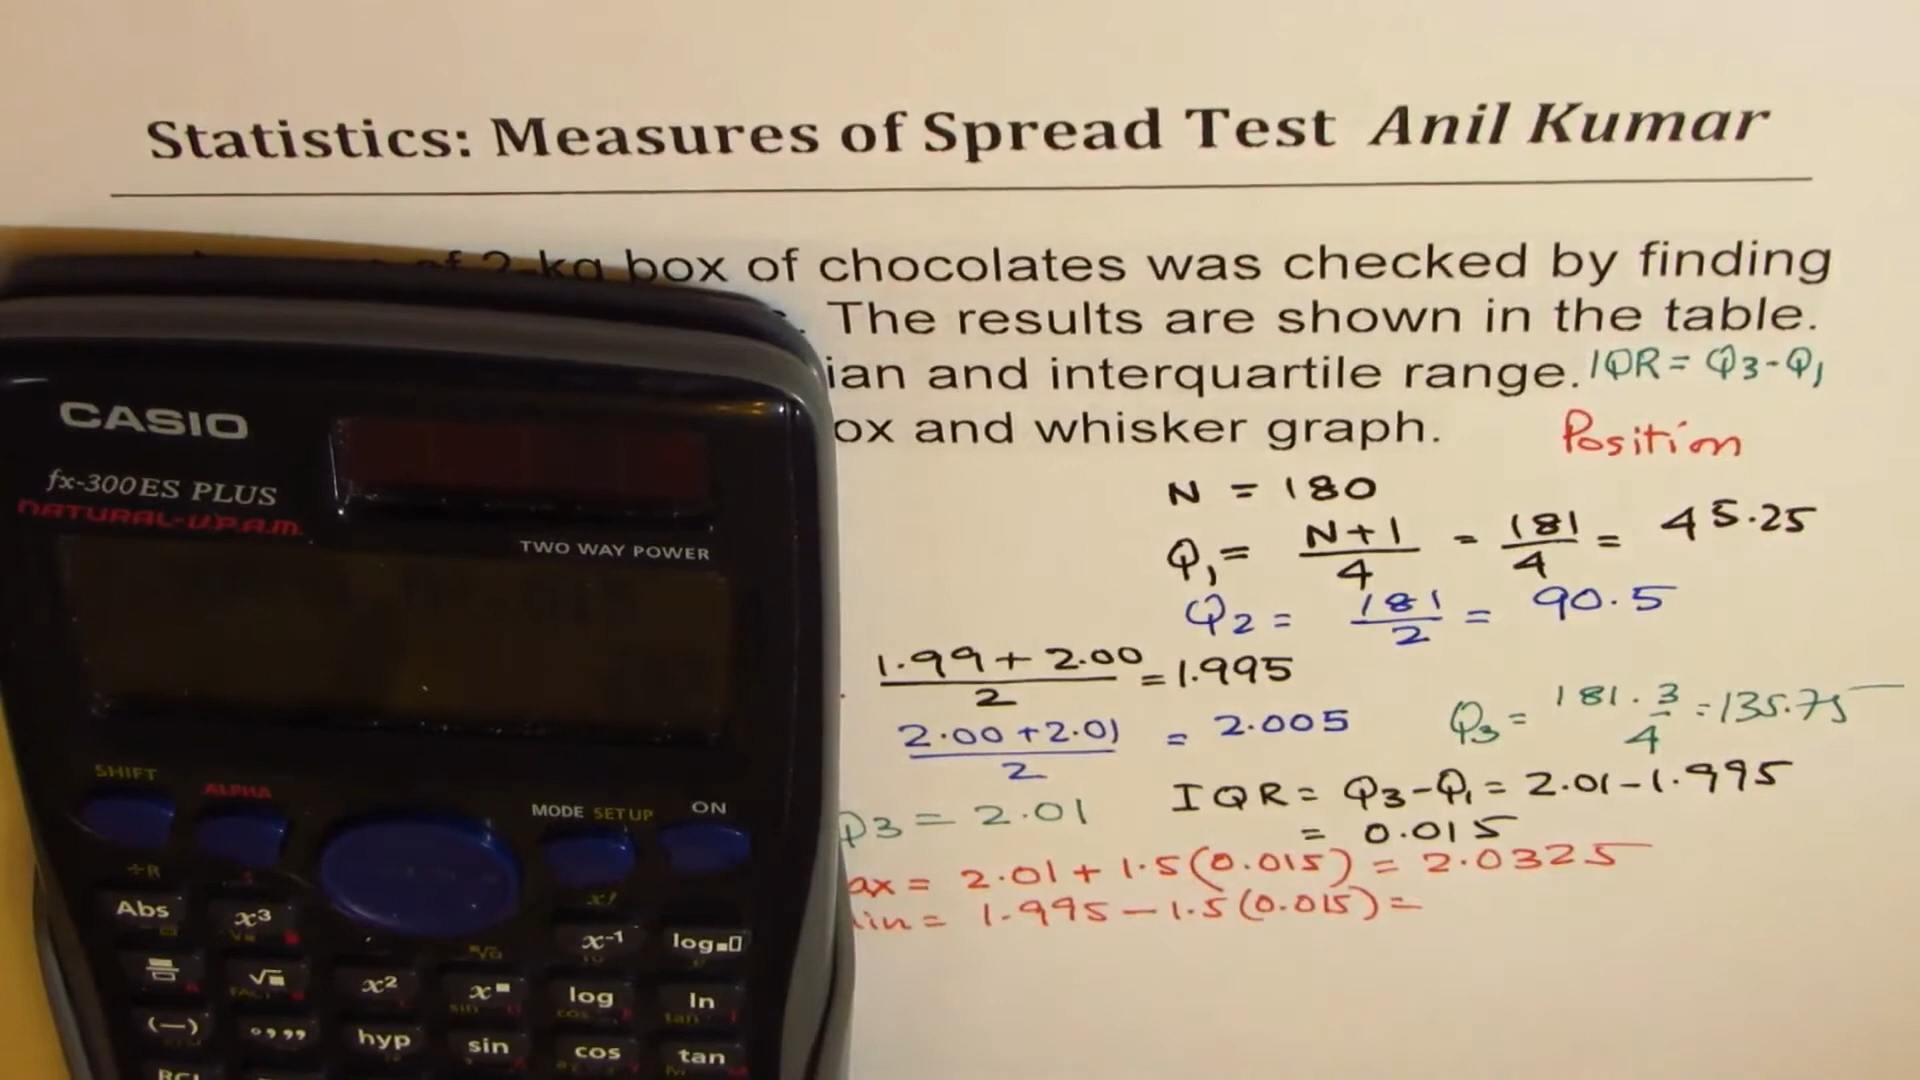 Statistics: Measures of Spread Test Anil Kumar
of 2-kg box of chocolates was checked by finding
The results are shown in the table.
ian and interquartile range. IQR = Q3-Q1
ox and whisker graph.
Position
N = 180
Q1 = N+1/4 = 181/4 = 45.25
Q2 = 181/2 = 90.5
1.99 + 2.00/2 = 1.995
2.00 + 2.01/2 = 2.005
Q3 = 181.3/4 = 135.75
Q3 = 2.01
IQR = Q3-Q1 = 2.01-1.995
= 0.015
ax = 2.01 + 1.5(0.015) = 2.0325
in = 1.995 - 1.5(0.015) =
CASIO
fx-300ES PLUS
NATURAL-V.P.A.M.
TWO WAY POWER
SHIFT ALPHA MODE SETUP ON
÷R x!
Abs x³ x⁻¹ log▪▯
√▪ x² x▪ log ln
(—) °,,, hyp sin cos tan